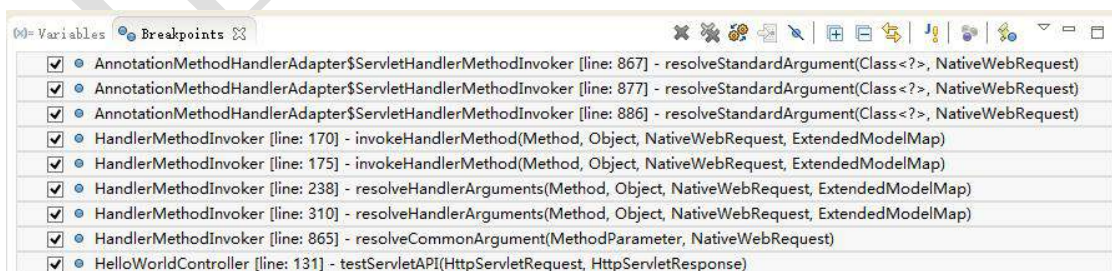 (x)= Variables Breakpoints
AnnotationMethodHandlerAdapter$ServletHandlerMethodInvoker [line: 867] - resolveStandardArgument(Class<?>, NativeWebRequest)
AnnotationMethodHandlerAdapter$ServletHandlerMethodInvoker [line: 877] - resolveStandardArgument(Class<?>, NativeWebRequest)
AnnotationMethodHandlerAdapter$ServletHandlerMethodInvoker [line: 886] - resolveStandardArgument(Class<?>, NativeWebRequest)
HandlerMethodInvoker [line: 170] - invokeHandlerMethod(Method, Object, NativeWebRequest, ExtendedModelMap)
HandlerMethodInvoker [line: 175] - invokeHandlerMethod(Method, Object, NativeWebRequest, ExtendedModelMap)
HandlerMethodInvoker [line: 238] - resolveHandlerArguments(Method, Object, NativeWebRequest, ExtendedModelMap)
HandlerMethodInvoker [line: 310] - resolveHandlerArguments(Method, Object, NativeWebRequest, ExtendedModelMap)
HandlerMethodInvoker [line: 865] - resolveCommonArgument(MethodParameter, NativeWebRequest)
HelloWorldController [line: 131] - testServletAPI(HttpServletRequest, HttpServletResponse)